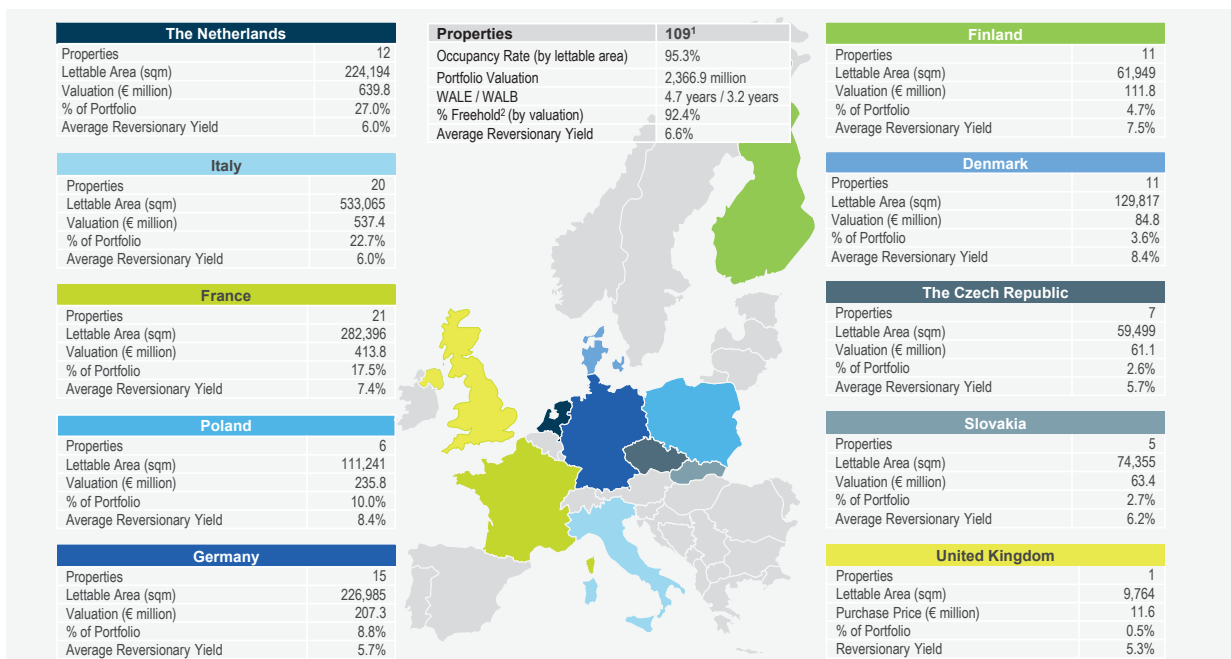 The Netherlands
Properties 12
Lettable Area (sqm) 224,194
Valuation (€ million) 639.8
% of Portfolio 27.0%
Average Reversionary Yield 6.0%
Italy
Properties 20
Lettable Area (sqm) 533,065
Valuation (€ million) 537.4
% of Portfolio 22.7%
Average Reversionary Yield 6.0%
France
Properties 21
Lettable Area (sqm) 282,396
Valuation (€ million) 413.8
% of Portfolio 17.5%
Average Reversionary Yield 7.4%
Poland
Properties 6
Lettable Area (sqm) 111,241
Valuation (€ million) 235.8
% of Portfolio 10.0%
Average Reversionary Yield 8.4%
Germany
Properties 15
Lettable Area (sqm) 226,985
Valuation (€ million) 207.3
% of Portfolio 8.8%
Average Reversionary Yield 5.7%
Properties 109¹
Occupancy Rate (by lettable area) 95.3%
Portfolio Valuation 2,366.9 million
WALE / WALB 4.7 years / 3.2 years
% Freehold² (by valuation) 92.4%
Average Reversionary Yield 6.6%
Finland
Properties 11
Lettable Area (sqm) 61,949
Valuation (€ million) 111.8
% of Portfolio 4.7%
Average Reversionary Yield 7.5%
Denmark
Properties 11
Lettable Area (sqm) 129,817
Valuation (€ million) 84.8
% of Portfolio 3.6%
Average Reversionary Yield 8.4%
The Czech Republic
Properties 7
Lettable Area (sqm) 59,499
Valuation (€ million) 61.1
% of Portfolio 2.6%
Average Reversionary Yield 5.7%
Slovakia
Properties 5
Lettable Area (sqm) 74,355
Valuation (€ million) 63.4
% of Portfolio 2.7%
Average Reversionary Yield 6.2%
United Kingdom
Properties 1
Lettable Area (sqm) 9,764
Purchase Price (€ million) 11.6
% of Portfolio 0.5%
Reversionary Yield 5.3%